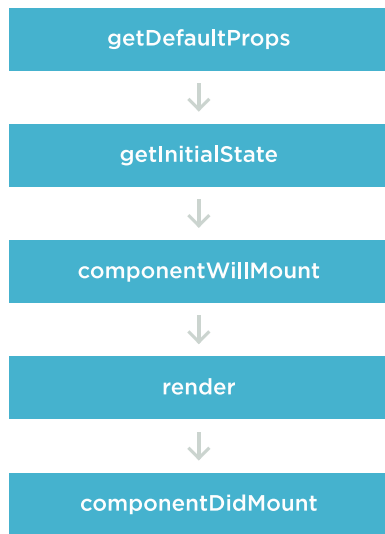 getDefaultProps
getInitialState
componentWillMount
render
componentDidMount